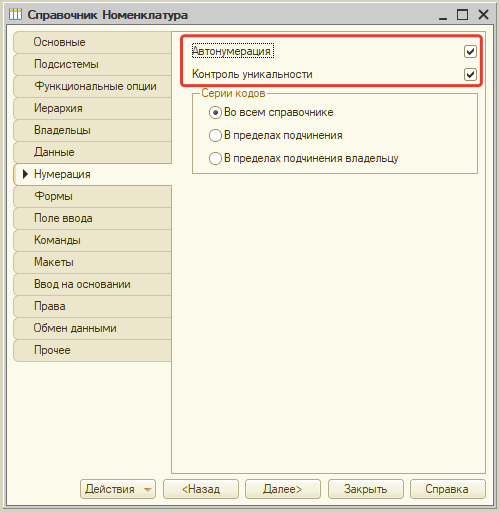 Справочник Номенклатура
Основные
Подсистемы
Функциональные опции
Иерархия
Владельцы
Данные
Нумерация
Формы
Поле ввода
Команды
Макеты
Ввод на основании
Права
Обмен данными
Прочее
Автонумерация
Контроль уникальности
Серии кодов
Во всем справочнике
В пределах подчинения
В пределах подчинения владельцу
Действия
<Назад
Далее>
Закрыть
Справка